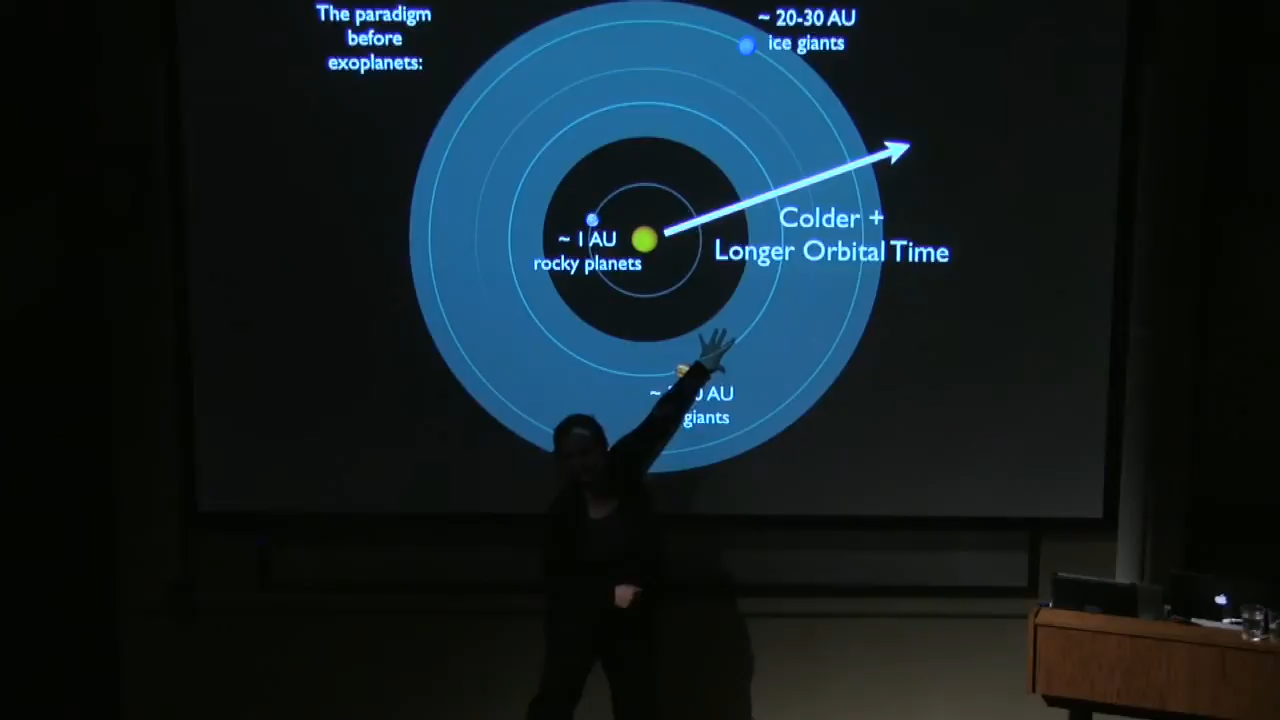 The paradigm
before
exoplanets:
~ 20-30 AU
ice giants
~ 1 AU
rocky planets
Colder +
Longer Orbital Time
~ AU
giants